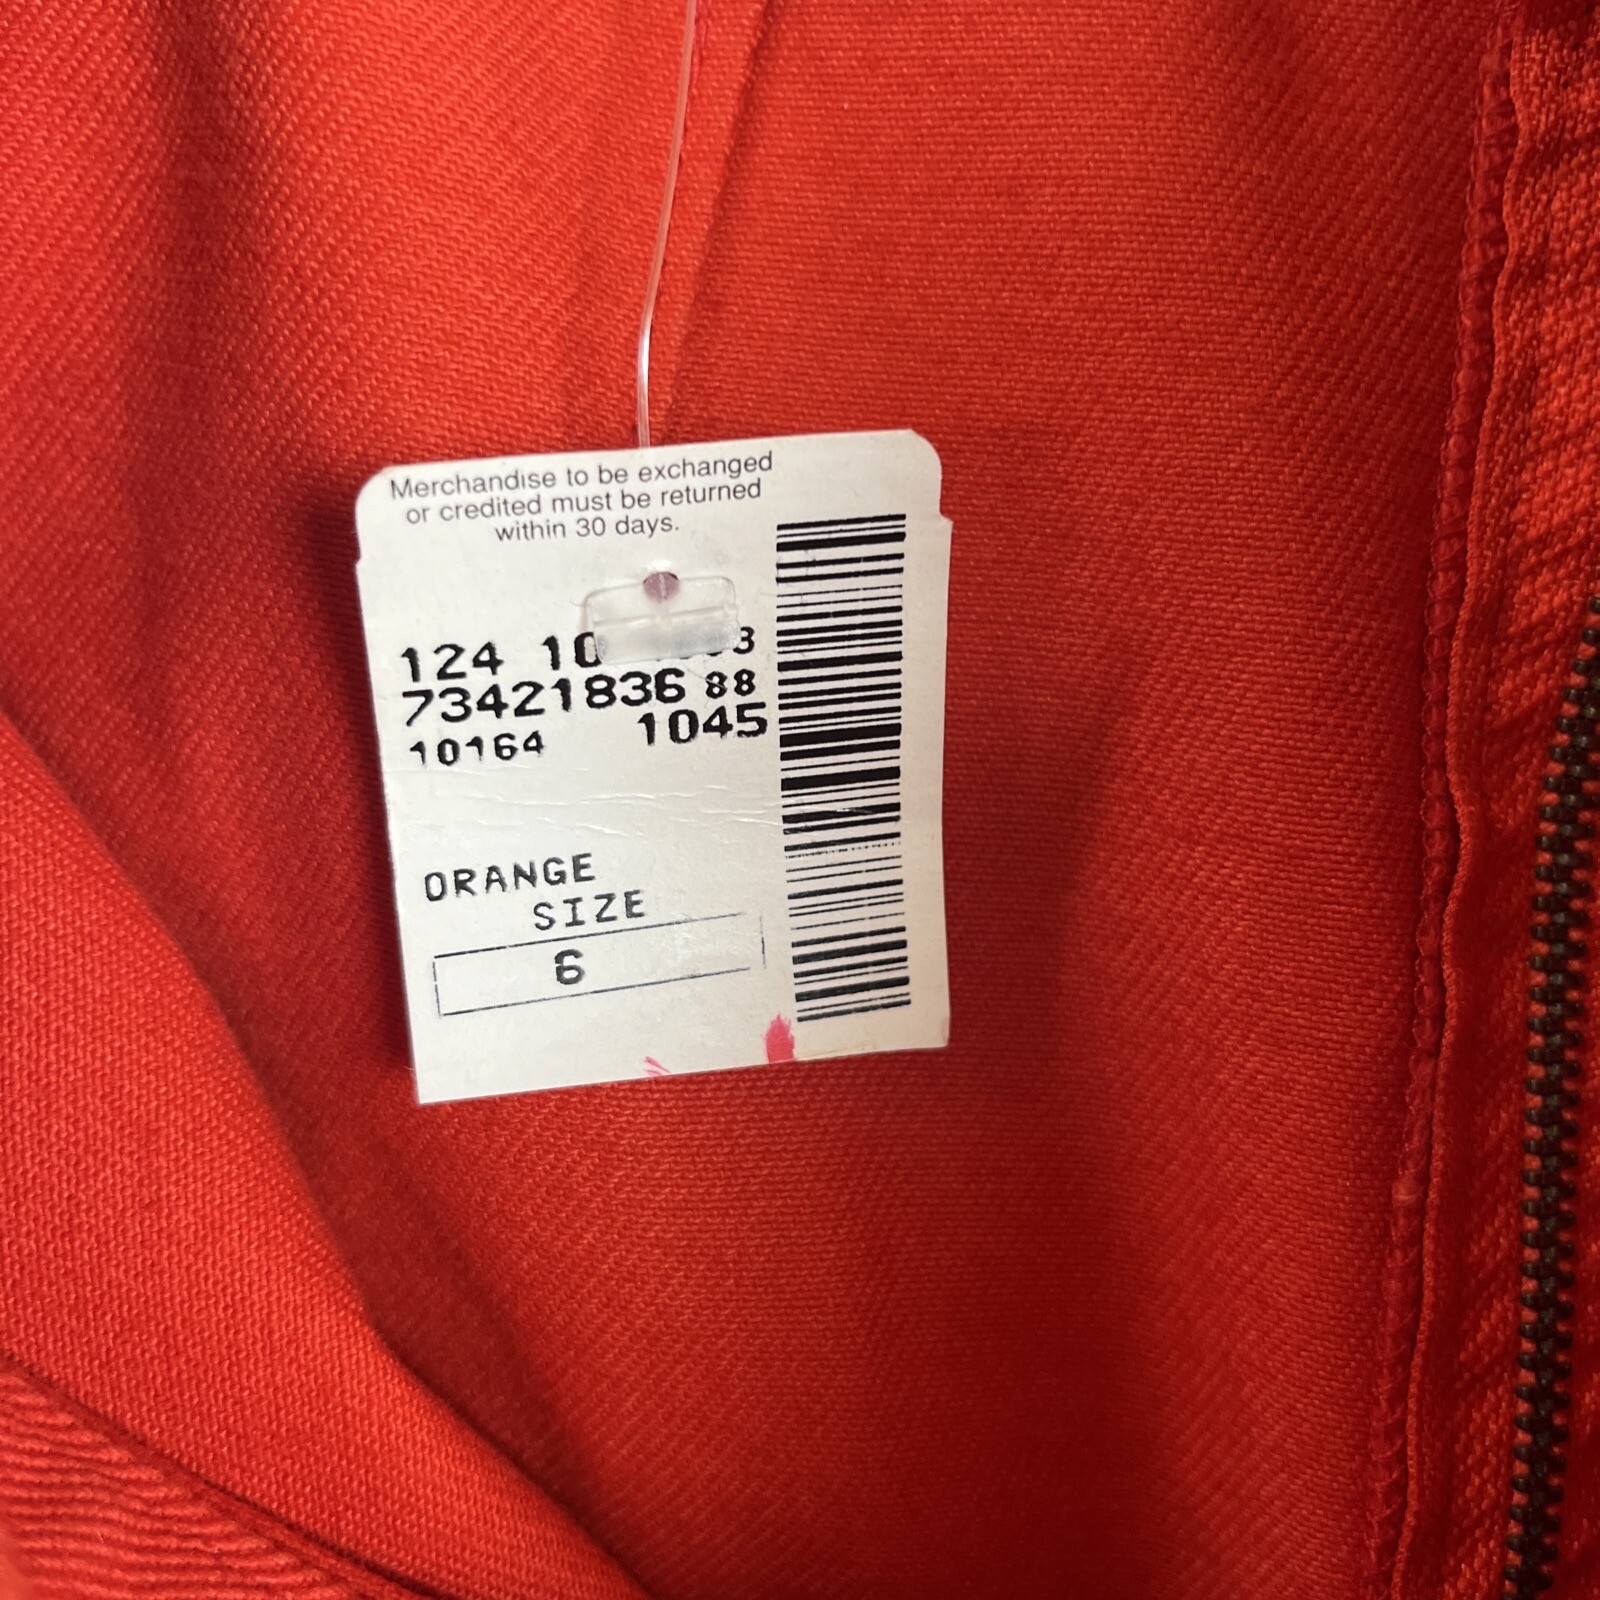 Merchandise to be exchanged
or credited must be returned
within 30 days.
124
73421836 88
10164 1045
ORANGE
SIZE
6